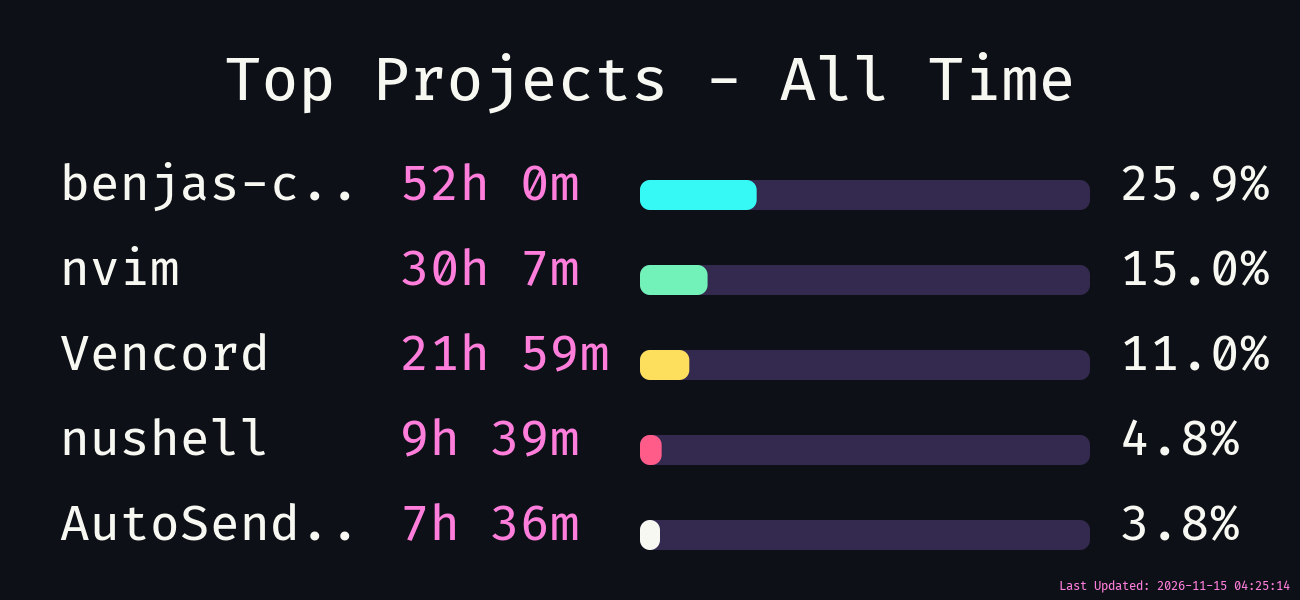 Top Projects - All Time
benjas-c.. 52h 0m 25.9%
nvim 30h 7m 15.0%
Vencord 21h 59m 11.0%
nushell 9h 39m 4.8%
AutoSend.. 7h 36m 3.8%
Last Updated: 2026-11-15 04:25:14